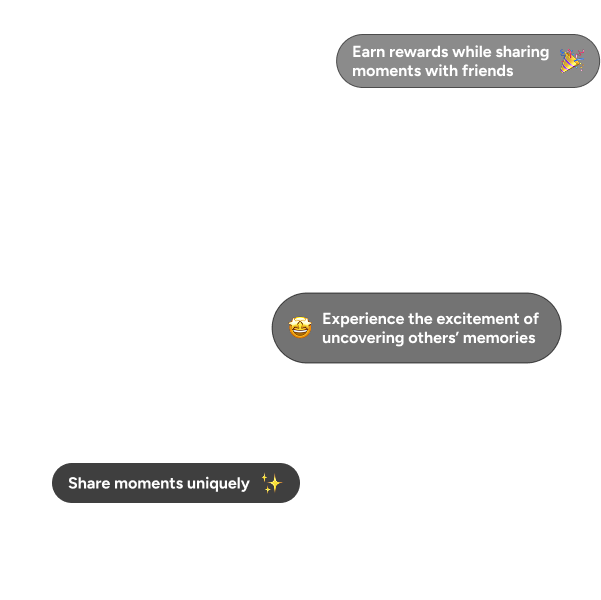 Earn rewards while sharing
moments with friends 🎉
🤩 Experience the excitement of
uncovering others’ memories
Share moments uniquely ✨